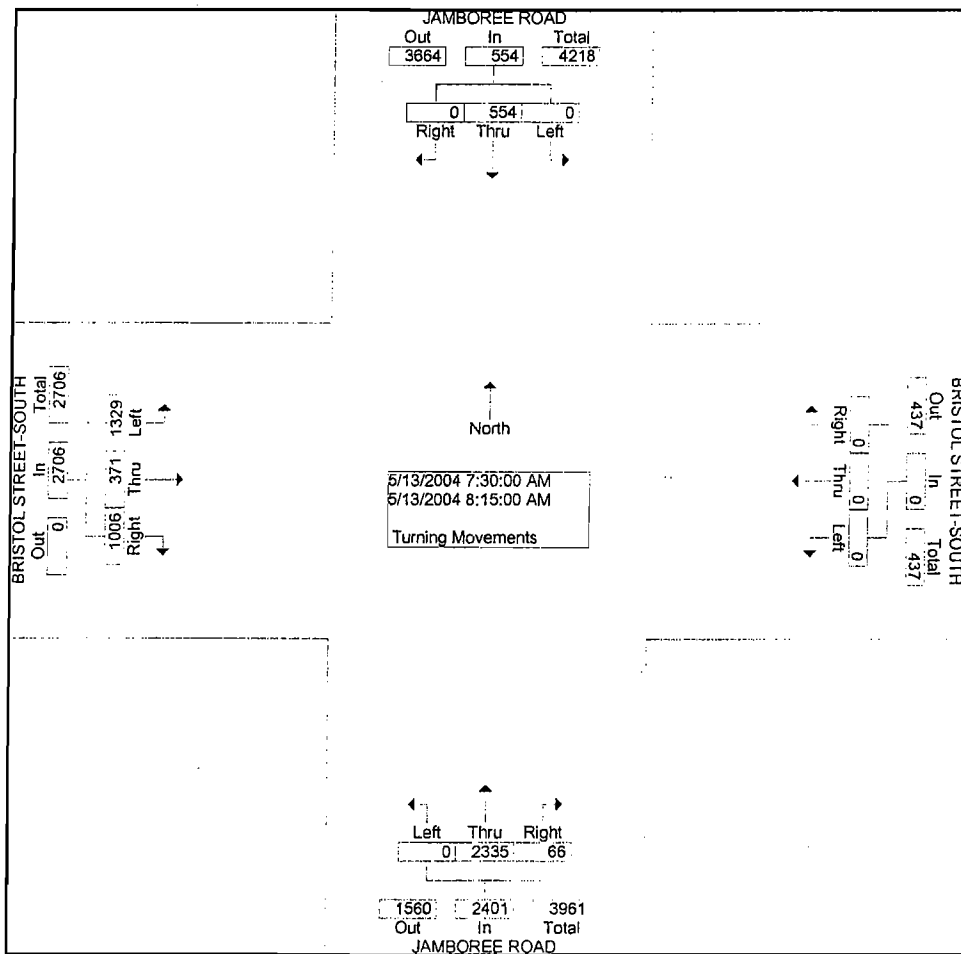 JAMBOREE ROAD
Out In Total
3664 554 4218
0 554 0
Right Thru Left
BRISTOL STREET-SOUTH
Total In Out
2706 2706 0
1329 371 1006
Left Thru Right
North
5/13/2004 7:30:00 AM
5/13/2004 8:15:00 AM
Turning Movements
Right Thru Left
0 0 0
Out In Total
437 0 437
BRISTOL STREET-SOUTH
Left Thru Right
0 2335 66
1560 2401 3961
Out In Total
JAMBOREE ROAD